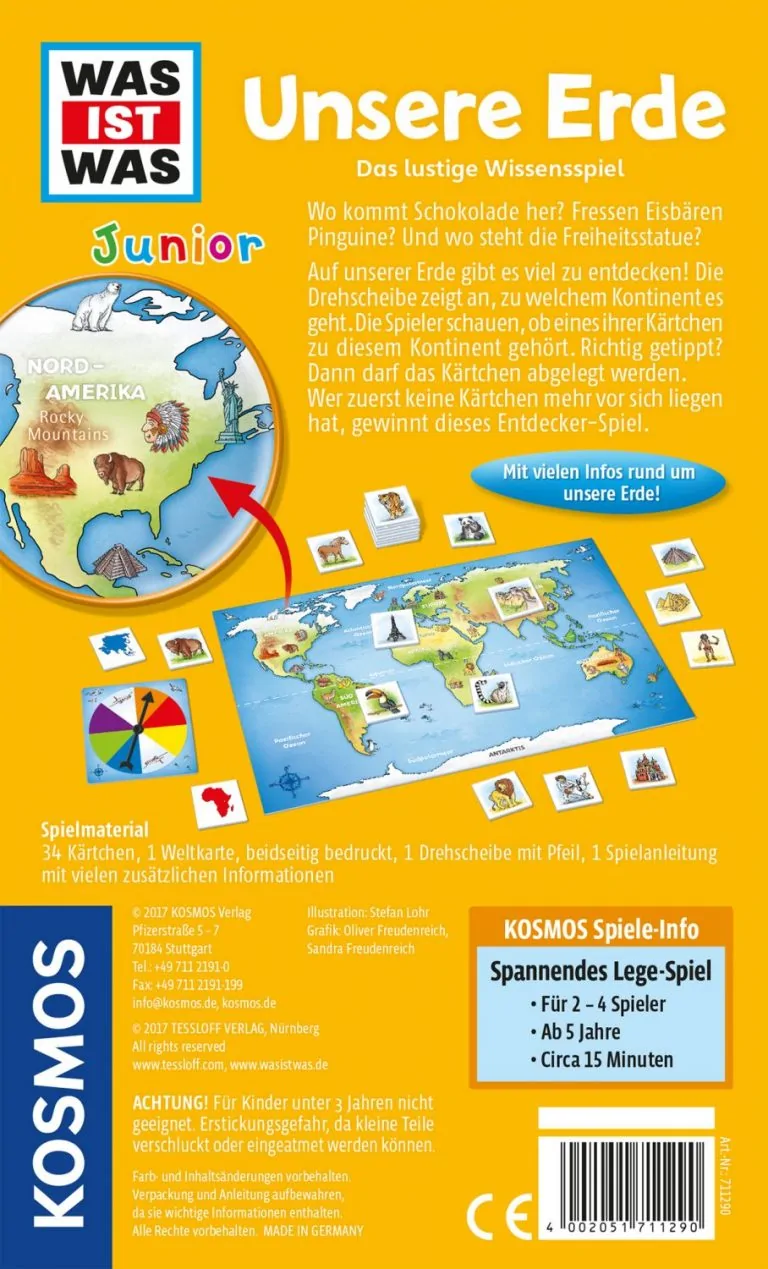 WAS
IST
WAS
Junior
Unsere Erde
Das lustige Wissensspiel
Wo kommt Schokolade her? Fressen Eisbären
Pinguine? Und wo steht die Freiheitsstatue?
Auf unserer Erde gibt es viel zu entdecken! Die
Drehscheibe zeigt an, zu welchem Kontinent es
geht. Die Spieler schauen, ob eines ihrer Kärtchen
zu diesem Kontinent gehört. Richtig getippt?
Dann darf das Kärtchen abgelegt werden.
Wer zuerst keine Kärtchen mehr vor sich liegen
hat, gewinnt dieses Entdecker-Spiel.
NORD-
AMERIKA
Rocky
Mountains
Mit vielen Infos rund um
unsere Erde!
Pazifischer
Ozean
SÜD
Pazifischer
Ozean
Südpolarmeer
ANTARKTIS
Spielmaterial
34 Kärtchen, 1 Weltkarte, beidseitig bedruckt, 1 Drehscheibe mit Pfeil, 1 Spielanleitung
mit vielen zusätzlichen Informationen
KOSMOS
© 2017 KOSMOS Verlag
Pfizerstraße 5 – 7
70184 Stuttgart
Tel.: +49 711 2191-0
Fax: +49 711 2191-199
info@kosmos.de, kosmos.de
Illustration: Stefan Lohr
Grafik: Oliver Freudenreich,
Sandra Freudenreich
© 2017 TESSLOFF VERLAG, Nürnberg
All rights reserved
www.tessloff.com, www.wasistwas.de
ACHTUNG! Für Kinder unter 3 Jahren nicht
geeignet. Erstickungsgefahr, da kleine Teile
verschluckt oder eingeatmet werden können.
Farb- und Inhaltsänderungen vorbehalten.
Verpackung und Anleitung aufbewahren,
da sie wichtige Informationen enthalten.
Alle Rechte vorbehalten. MADE IN GERMANY
KOSMOS Spiele-Info
Spannendes Lege-Spiel
• Für 2 – 4 Spieler
• Ab 5 Jahre
• Circa 15 Minuten
CE
4 002051 711290
Art.-Nr.: 711290